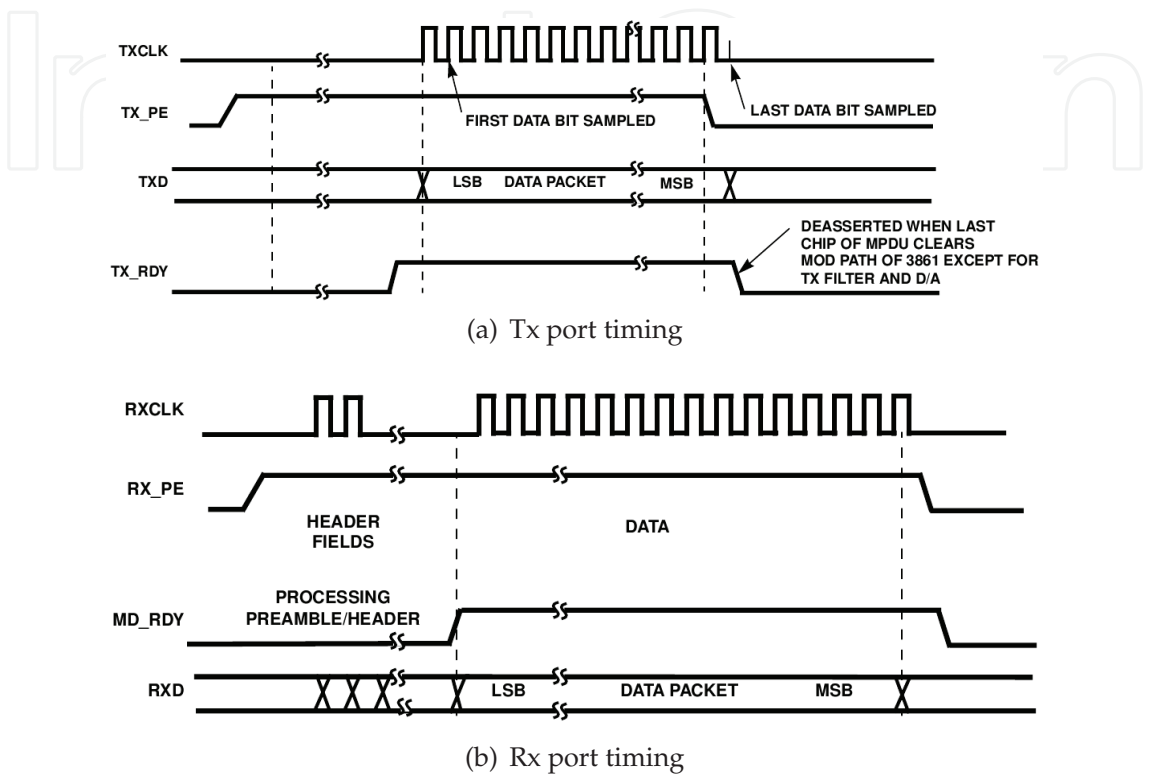 TXCLK
TX_PE
FIRST DATA BIT SAMPLED
LAST DATA BIT SAMPLED
TXD
LSB DATA PACKET MSB
DEASSERTED WHEN LAST
CHIP OF MPDU CLEARS
MOD PATH OF 3861 EXCEPT FOR
TX FILTER AND D/A
TX_RDY
(a) Tx port timing
RXCLK
RX_PE
HEADER
FIELDS
DATA
PROCESSING
PREAMBLE/HEADER
MD_RDY
RXD
LSB DATA PACKET MSB
(b) Rx port timing